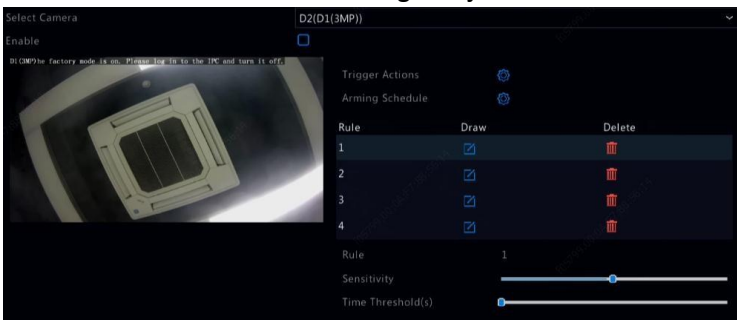 Select Camera D2(D1(3MP))
Enable
D1(3MP)he factory mode is on. Please log in to the IPC and turn it off.
Trigger Actions
Arming Schedule
Rule Draw Delete
1
2
3
4
Rule 1
Sensitivity
Time Threshold(s)